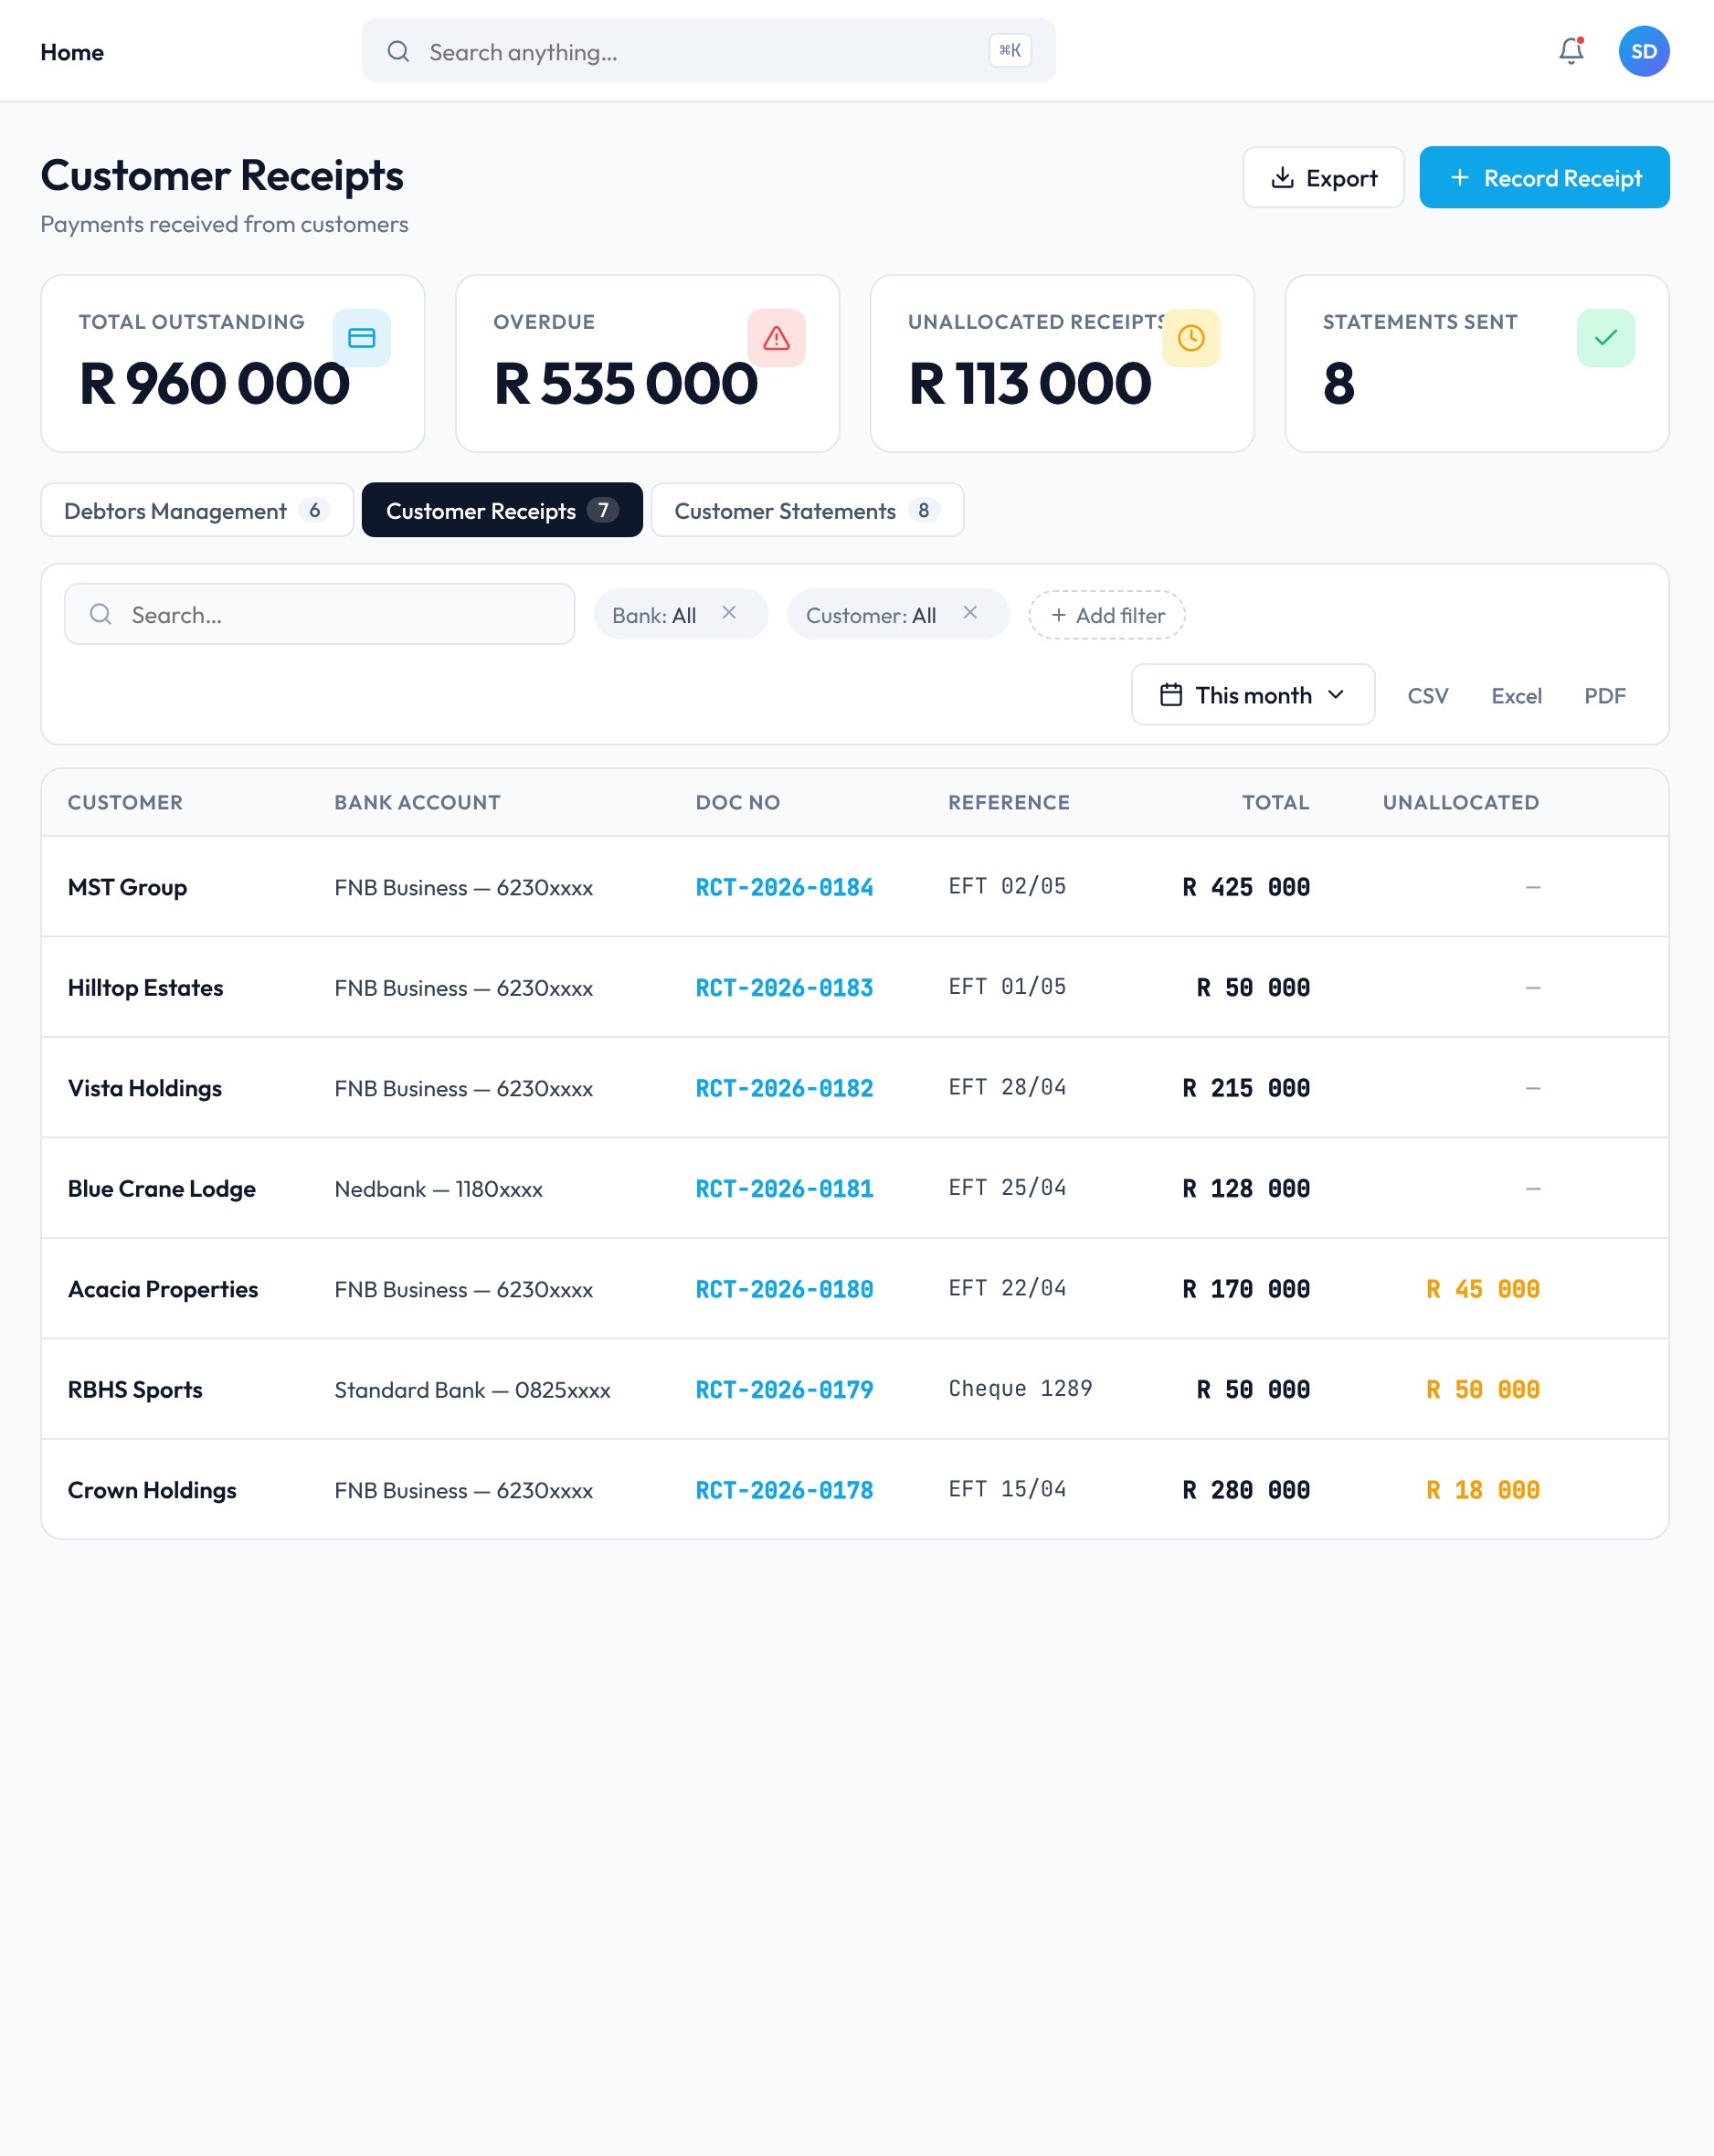 Home Search anything... ⌘K SD
Customer Receipts
Payments received from customers
Export + Record Receipt
TOTAL OUTSTANDING OVERDUE UNALLOCATED RECEIPTS STATEMENTS SENT
R 960 000 R 535 000 R 113 000 8
Debtors Management 6 Customer Receipts 7 Customer Statements 8
Search... Bank: All × Customer: All × + Add filter
This month CSV Excel PDF
CUSTOMER BANK ACCOUNT DOC NO REFERENCE TOTAL UNALLOCATED
MST Group FNB Business — 6230xxxx RCT-2026-0184 EFT 02/05 R 425 000 —
Hilltop Estates FNB Business — 6230xxxx RCT-2026-0183 EFT 01/05 R 50 000 —
Vista Holdings FNB Business — 6230xxxx RCT-2026-0182 EFT 28/04 R 215 000 —
Blue Crane Lodge Nedbank — 1180xxxx RCT-2026-0181 EFT 25/04 R 128 000 —
Acacia Properties FNB Business — 6230xxxx RCT-2026-0180 EFT 22/04 R 170 000 R 45 000
RBHS Sports Standard Bank — 0825xxxx RCT-2026-0179 Cheque 1289 R 50 000 R 50 000
Crown Holdings FNB Business — 6230xxxx RCT-2026-0178 EFT 15/04 R 280 000 R 18 000